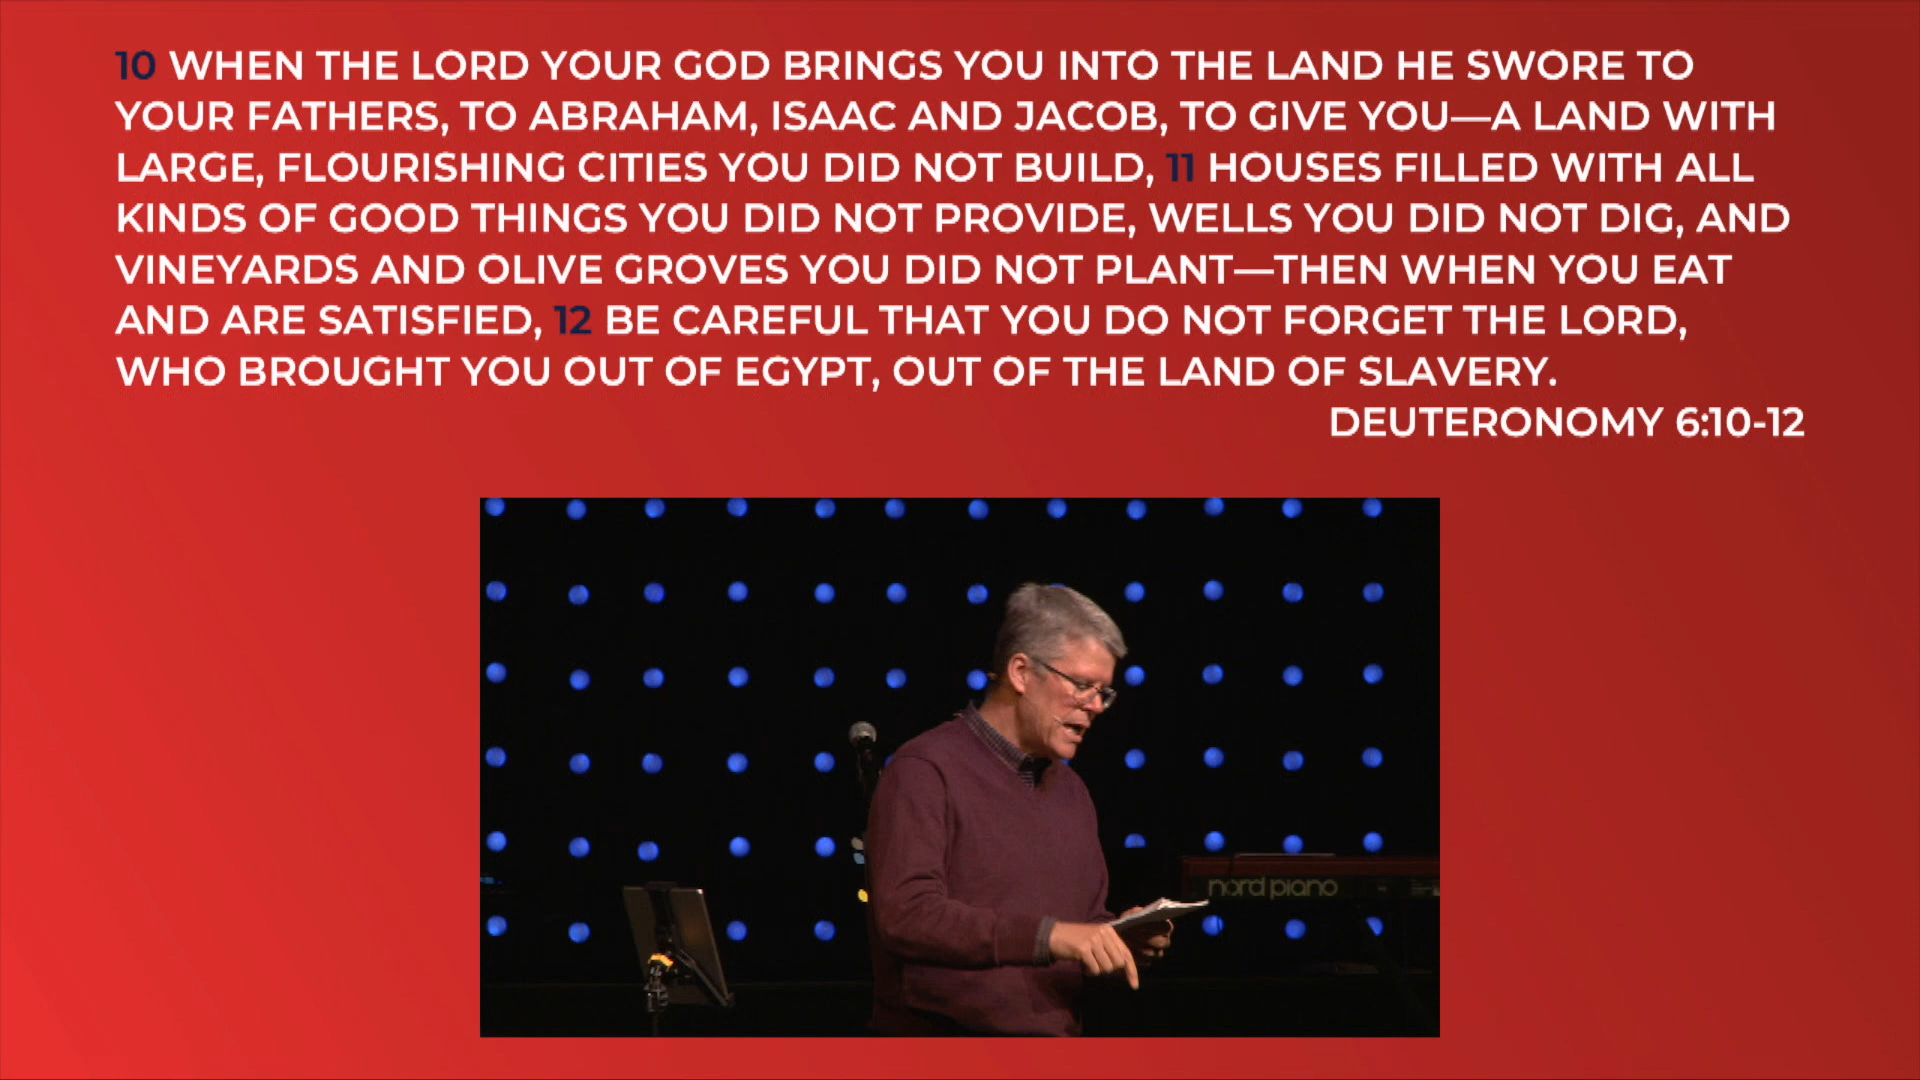 10 WHEN THE LORD YOUR GOD BRINGS YOU INTO THE LAND HE SWORE TO
YOUR FATHERS, TO ABRAHAM, ISAAC AND JACOB, TO GIVE YOU—A LAND WITH
LARGE, FLOURISHING CITIES YOU DID NOT BUILD, 11 HOUSES FILLED WITH ALL
KINDS OF GOOD THINGS YOU DID NOT PROVIDE, WELLS YOU DID NOT DIG, AND
VINEYARDS AND OLIVE GROVES YOU DID NOT PLANT—THEN WHEN YOU EAT
AND ARE SATISFIED, 12 BE CAREFUL THAT YOU DO NOT FORGET THE LORD,
WHO BROUGHT YOU OUT OF EGYPT, OUT OF THE LAND OF SLAVERY.
DEUTERONOMY 6:10-12
nord piano